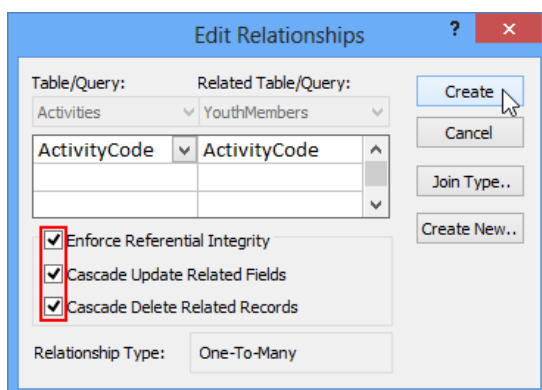 Edit Relationships ? ×
Table/Query: Related Table/Query:
Activities YouthMembers
ActivityCode ActivityCode
Enforce Referential Integrity
Cascade Update Related Fields
Cascade Delete Related Records
Relationship Type: One-To-Many
Create
Cancel
Join Type..
Create New..